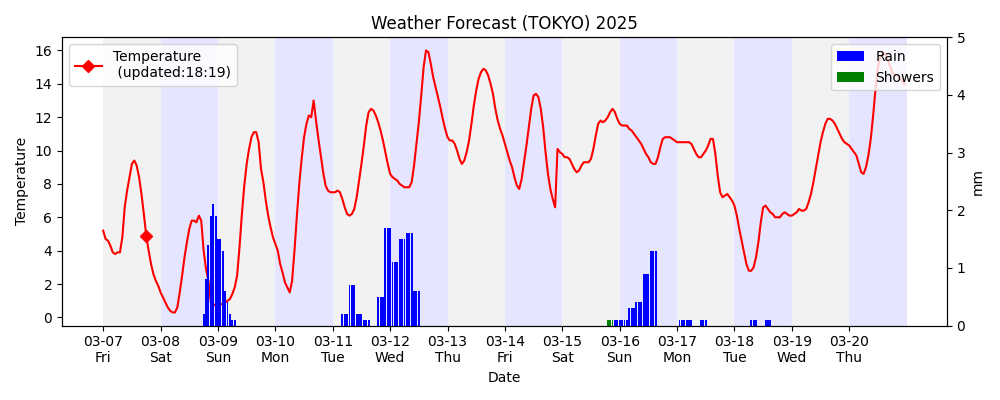 Weather Forecast (TOKYO) 2025
Temperature
(updated:18:19)
Rain
Showers
Temperature
16
14
12
10
8
6
4
2
0
5
4
3
2
1
0
mm
03-07 03-08 03-09 03-10 03-11 03-12 03-13 03-14 03-15 03-16 03-17 03-18 03-19 03-20
Fri Sat Sun Mon Tue Wed Thu Fri Sat Sun Mon Tue Wed Thu
Date